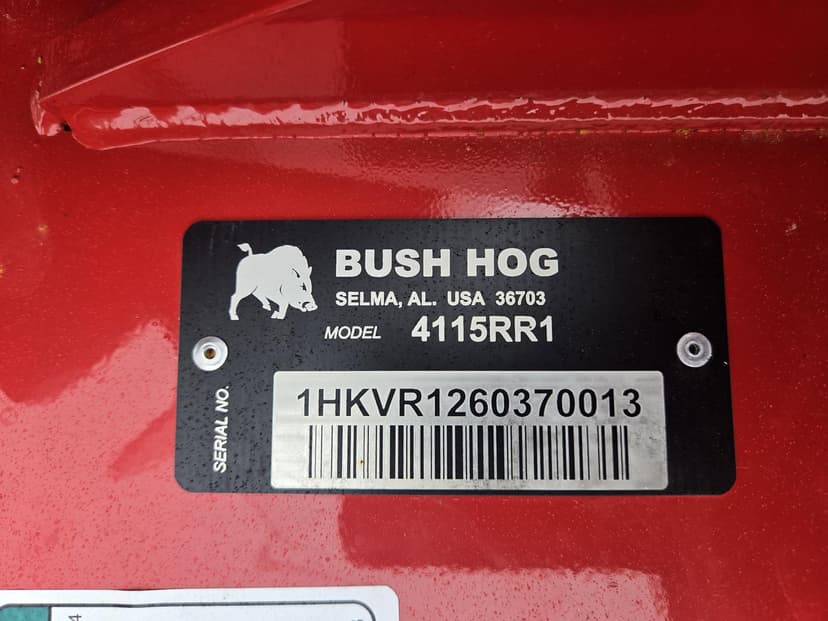 BUSH HOG
SELMA, AL. USA 36703
MODEL 4115RR1
SERIAL NO.
1HKVR1260370013